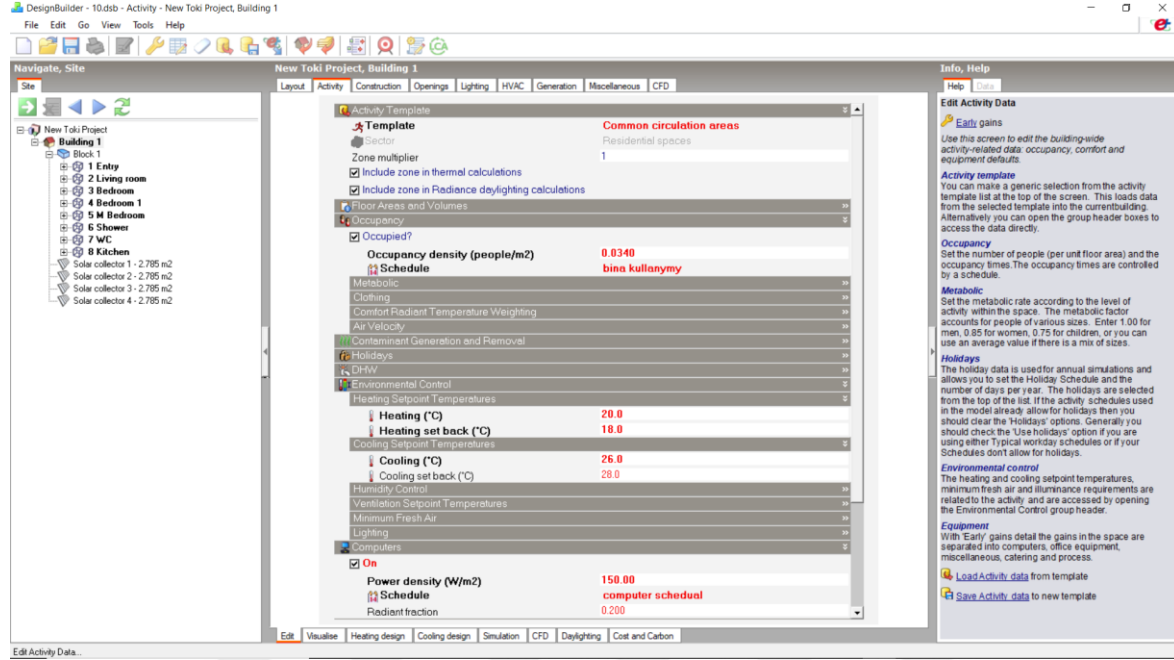 DesignBuilder - 10.dsb - Activity - New Toki Project, Building 1
File Edit Go View Tools Help
Navigate, Site
Site
New Toki Project
Building 1
Block 1
1 Entry
2 Living room
3 Bedroom
4 Bedroom 1
5 M Bedroom
6 Shower
7 WC
8 Kitchen
Solar collector 1 - 2.785 m2
Solar collector 2 - 2.785 m2
Solar collector 3 - 2.785 m2
Solar collector 4 - 2.785 m2
New Toki Project, Building 1
Layout Activity Construction Openings Lighting HVAC Generation Miscellaneous CFD
Activity Template
Template Common circulation areas
Sector Residential spaces
Zone multiplier 1
Include zone in thermal calculations
Include zone in Radiance daylighting calculations
Floor Areas and Volumes
Occupancy
Occupied?
Occupancy density (people/m2) 0.0340
Schedule bina kullanymy
Metabolic
Clothing
Comfort Radiant Temperature Weighting
Air Velocity
Contaminant Generation and Removal
Holidays
DHW
Environmental Control
Heating Setpoint Temperatures
Heating (°C) 20.0
Heating set back (°C) 18.0
Cooling Setpoint Temperatures
Cooling (°C) 26.0
Cooling set back (°C) 28.0
Humidity Control
Ventilation Setpoint Temperatures
Minimum Fresh Air
Lighting
Computers
On
Power density (W/m2) 150.00
Schedule computer schedual
Radiant fraction 0.200
Edit Visualise Heating design Cooling design Simulation CFD Daylighting Cost and Carbon
Info, Help
Help Data
Edit Activity Data
Early gains
Use this screen to edit the building-wide
activity-related data: occupancy, comfort and
equipment defaults.
Activity template
You can make a generic selection from the activity
template list at the top of the screen. This loads data
from the selected template into the currentbuilding.
Alternatively you can open the group header boxes to
access the data directly.
Occupancy
Set the number of people (per unit floor area) and the
occupancy times.The occupancy times are controlled
by a schedule.
Metabolic
Set the metabolic rate according to the level of
activity within the space. The metabolic factor
accounts for people of various sizes. Enter 1.00 for
men, 0.85 for women, 0.75 for children, or you can
use an average value if there is a mix of sizes.
Holidays
The holiday data is used for annual simulations and
allows you to set the Holiday Schedule and the
number of days per year. The holidays are selected
from the top of the list. If the activity schedules used
in the model already allow for holidays then you
should clear the 'Holidays' options. Generally you
should check the 'Use holidays' option if you are
using either Typical workday schedules or if your
Schedules don't allow for holidays.
Environmental control
The heating and cooling setpoint temperatures,
minimum fresh air and illuminance requirements are
related to the activity and are accessed by opening
the Environmental Control group header.
Equipment
With 'Early' gains detail the gains in the space are
separated into computers, office equipment,
miscellaneous, catering and process.
Load Activity data from template
Save Activity data to new template
Edit Activity Data...